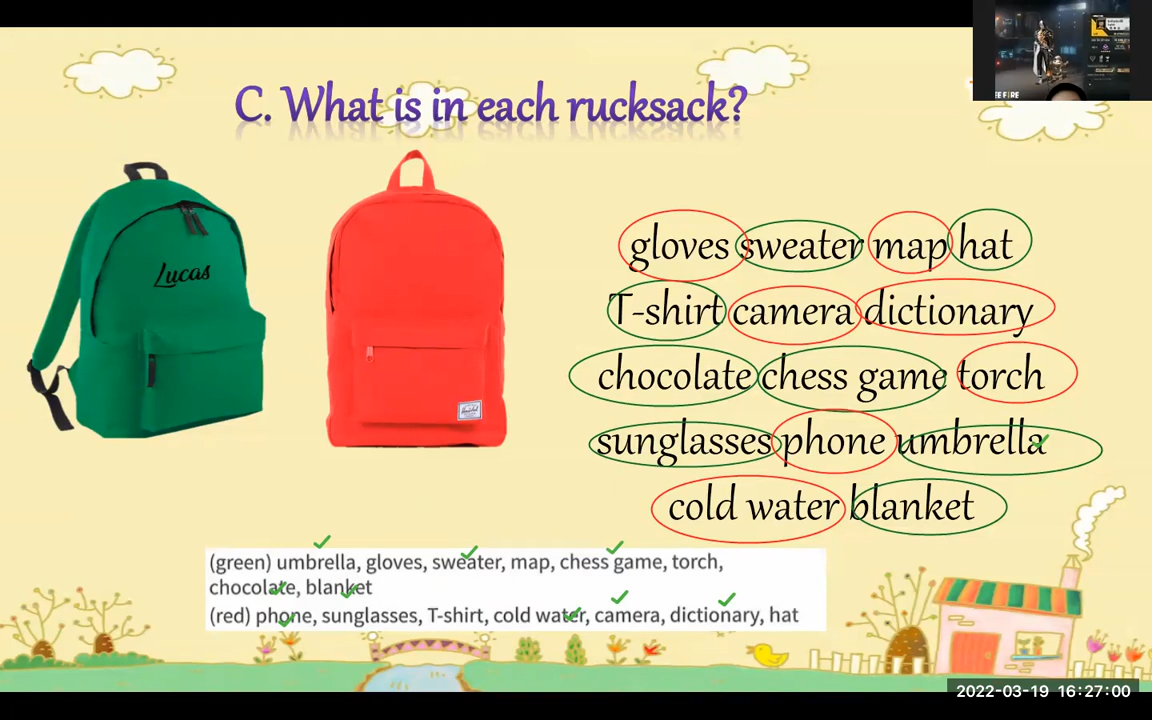 C. What is in each rucksack?
Lucas
gloves sweater map hat
T-shirt camera dictionary
chocolate chess game torch
sunglasses phone umbrella
cold water blanket
(green) umbrella, gloves, sweater, map, chess game, torch,
chocolate, blanket
(red) phone, sunglasses, T-shirt, cold water, camera, dictionary, hat
2022-03-19 16:27:00